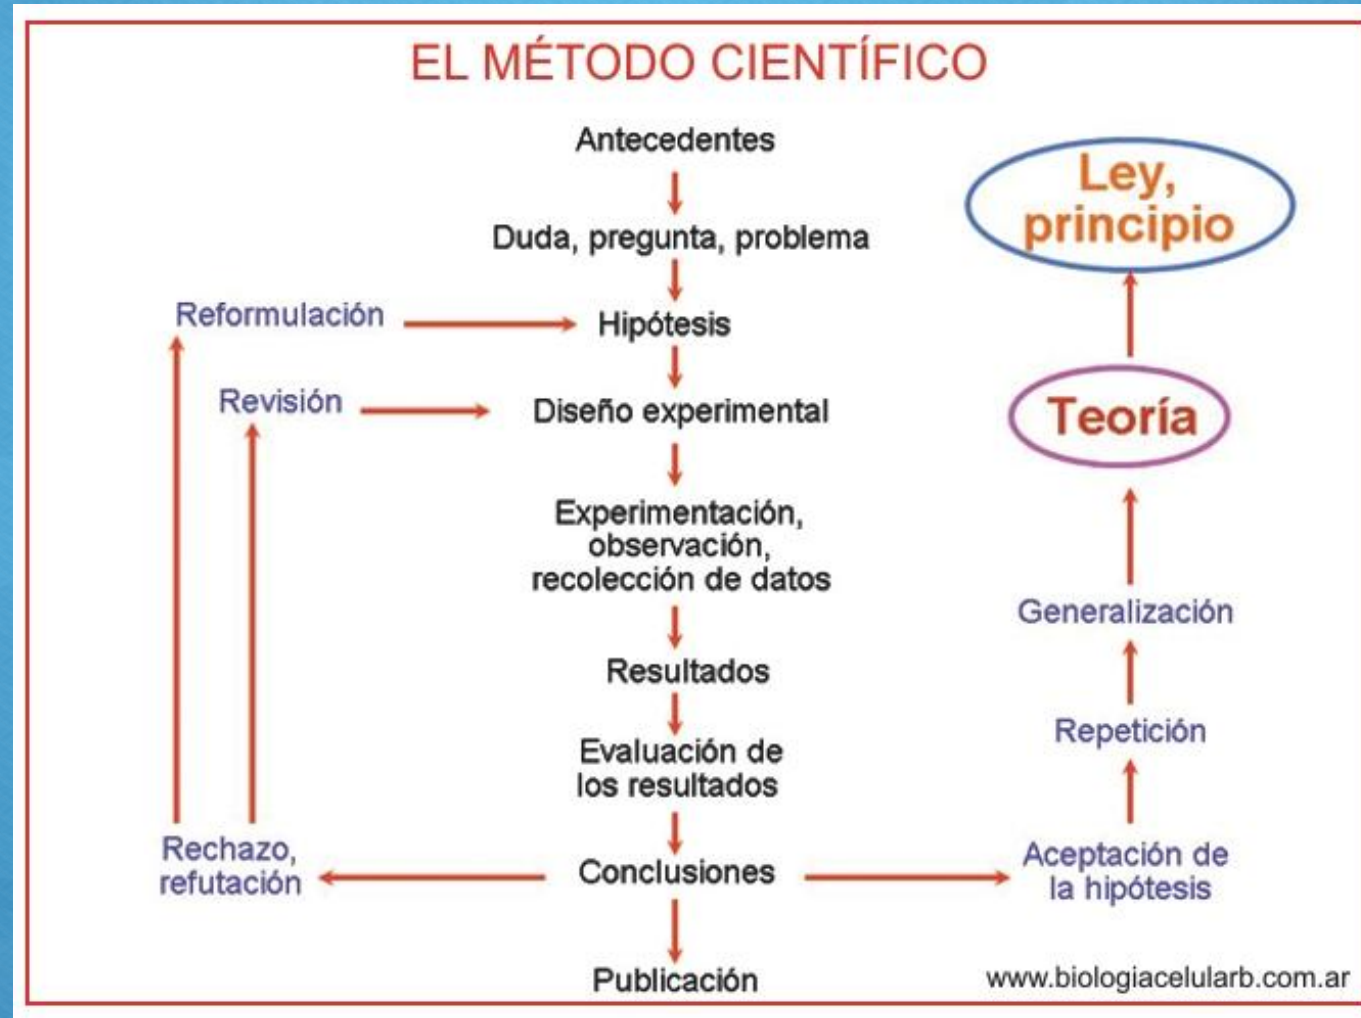 EL MÉTODO CIENTÍFICO
Antecedentes
Duda, pregunta, problema
Hipótesis
Diseño experimental
Experimentación,
observación,
recolección de datos
Resultados
Evaluación de
los resultados
Conclusiones
Publicación
Reformulación
Revisión
Rechazo,
refutación
Ley,
principio
Teoría
Generalización
Repetición
Aceptación de
la hipótesis
www.biologiacelularb.com.ar